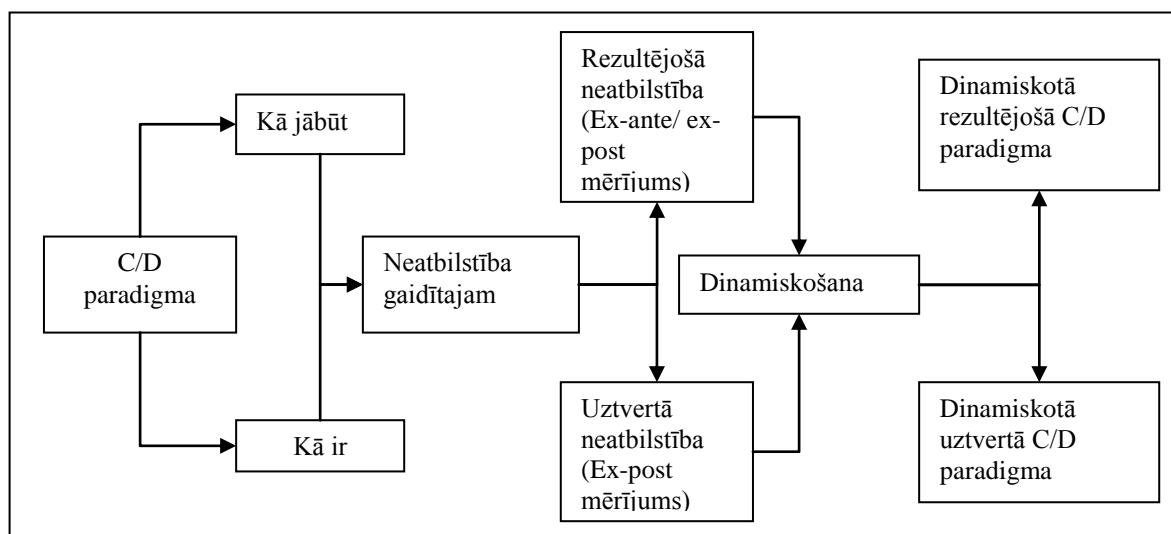 C/D
paradigma
Kā jābūt
Kā ir
Neatbilstība
gaidītajam
Rezultējošā
neatbilstība
(Ex-ante/ ex-
post
mērījums)
Uztvertā
neatbilstība
(Ex-post
mērījums)
Dinamiskošana
Dinamiskotā
rezultējošā C/D
paradigma
Dinamiskotā
uztvertā C/D
paradigma